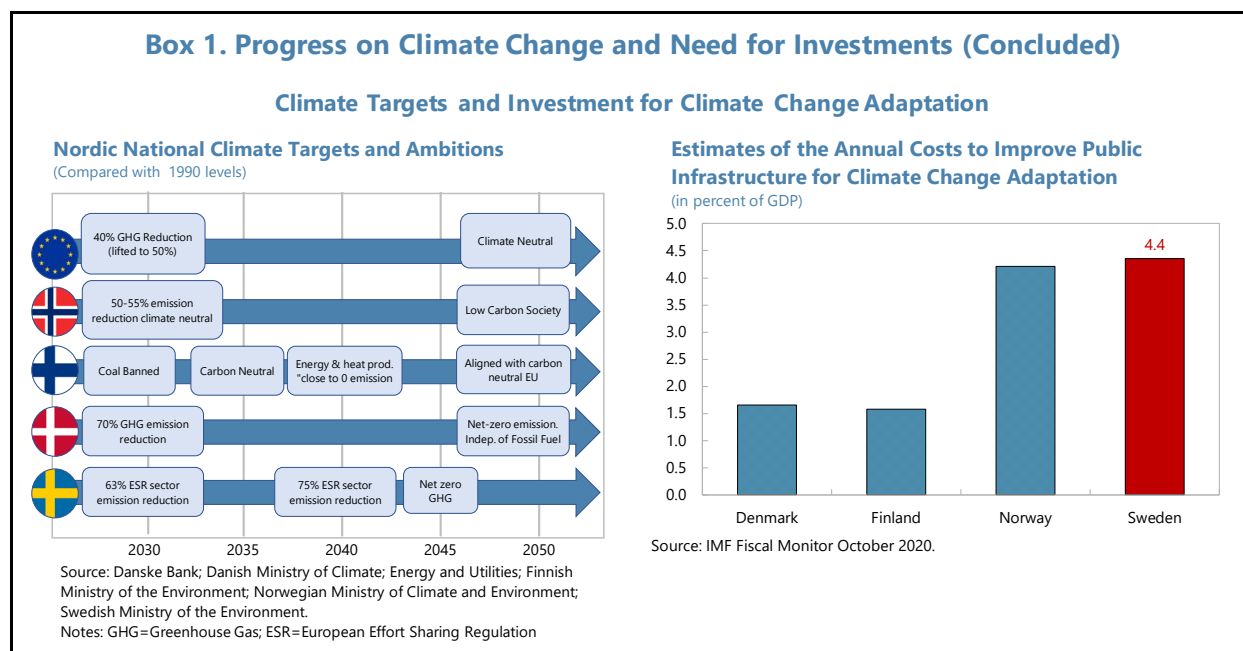 Box 1. Progress on Climate Change and Need for Investments (Concluded)
Climate Targets and Investment for Climate Change Adaptation
Nordic National Climate Targets and Ambitions
(Compared with 1990 levels)
40% GHG Reduction
(lifted to 50%)
Climate Neutral
50-55% emission
reduction climate neutral
Low Carbon Society
Coal Banned
Carbon Neutral
Energy & heat prod.
"close to 0 emission
Aligned with carbon
neutral EU
70% GHG emission
reduction
Net-zero emission.
Indep. of Fossil Fuel
63% ESR sector
emission reduction
75% ESR sector
emission reduction
Net zero
GHG
2030 2035 2040 2045 2050
Source: Danske Bank; Danish Ministry of Climate; Energy and Utilities; Finnish
Ministry of the Environment; Norwegian Ministry of Climate and Environment;
Swedish Ministry of the Environment.
Notes: GHG=Greenhouse Gas; ESR=European Effort Sharing Regulation
Estimates of the Annual Costs to Improve Public
Infrastructure for Climate Change Adaptation
(in percent of GDP)
5.0
4.5
4.0
3.5
3.0
2.5
2.0
1.5
1.0
0.5
0.0
4.4
Denmark Finland Norway Sweden
Source: IMF Fiscal Monitor October 2020.